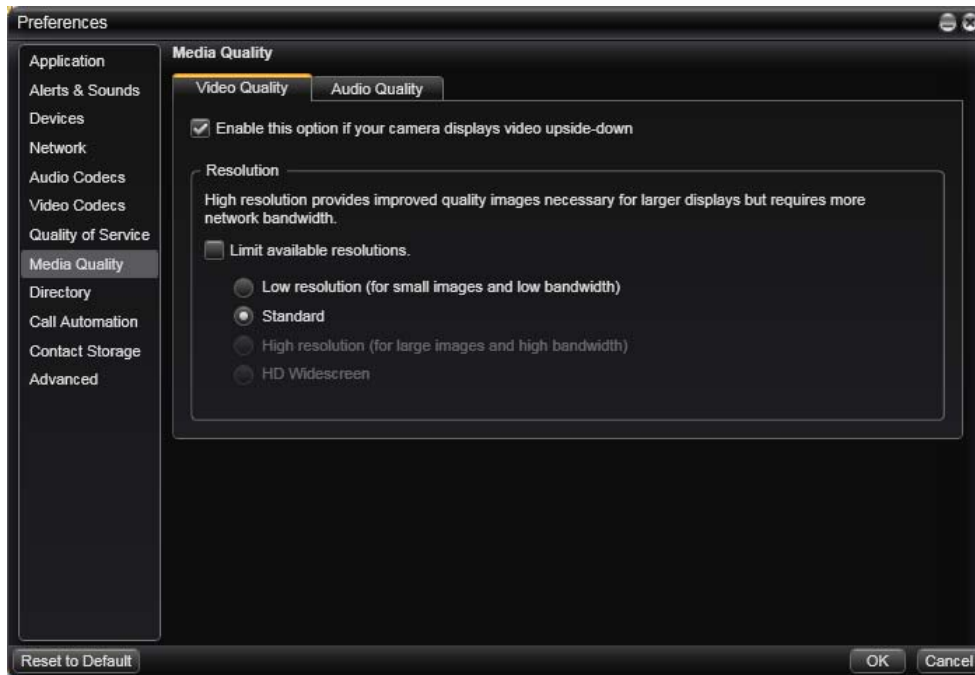 Preferences
Application
Alerts & Sounds
Devices
Network
Audio Codecs
Video Codecs
Quality of Service
Media Quality
Directory
Call Automation
Contact Storage
Advanced
Media Quality
Video Quality
Audio Quality
Enable this option if your camera displays video upside-down
Resolution
High resolution provides improved quality images necessary for larger displays but requires more
network bandwidth.
Limit available resolutions.
Low resolution (for small images and low bandwidth)
Standard
High resolution (for large images and high bandwidth)
HD Widescreen
Reset to Default
OK
Cancel